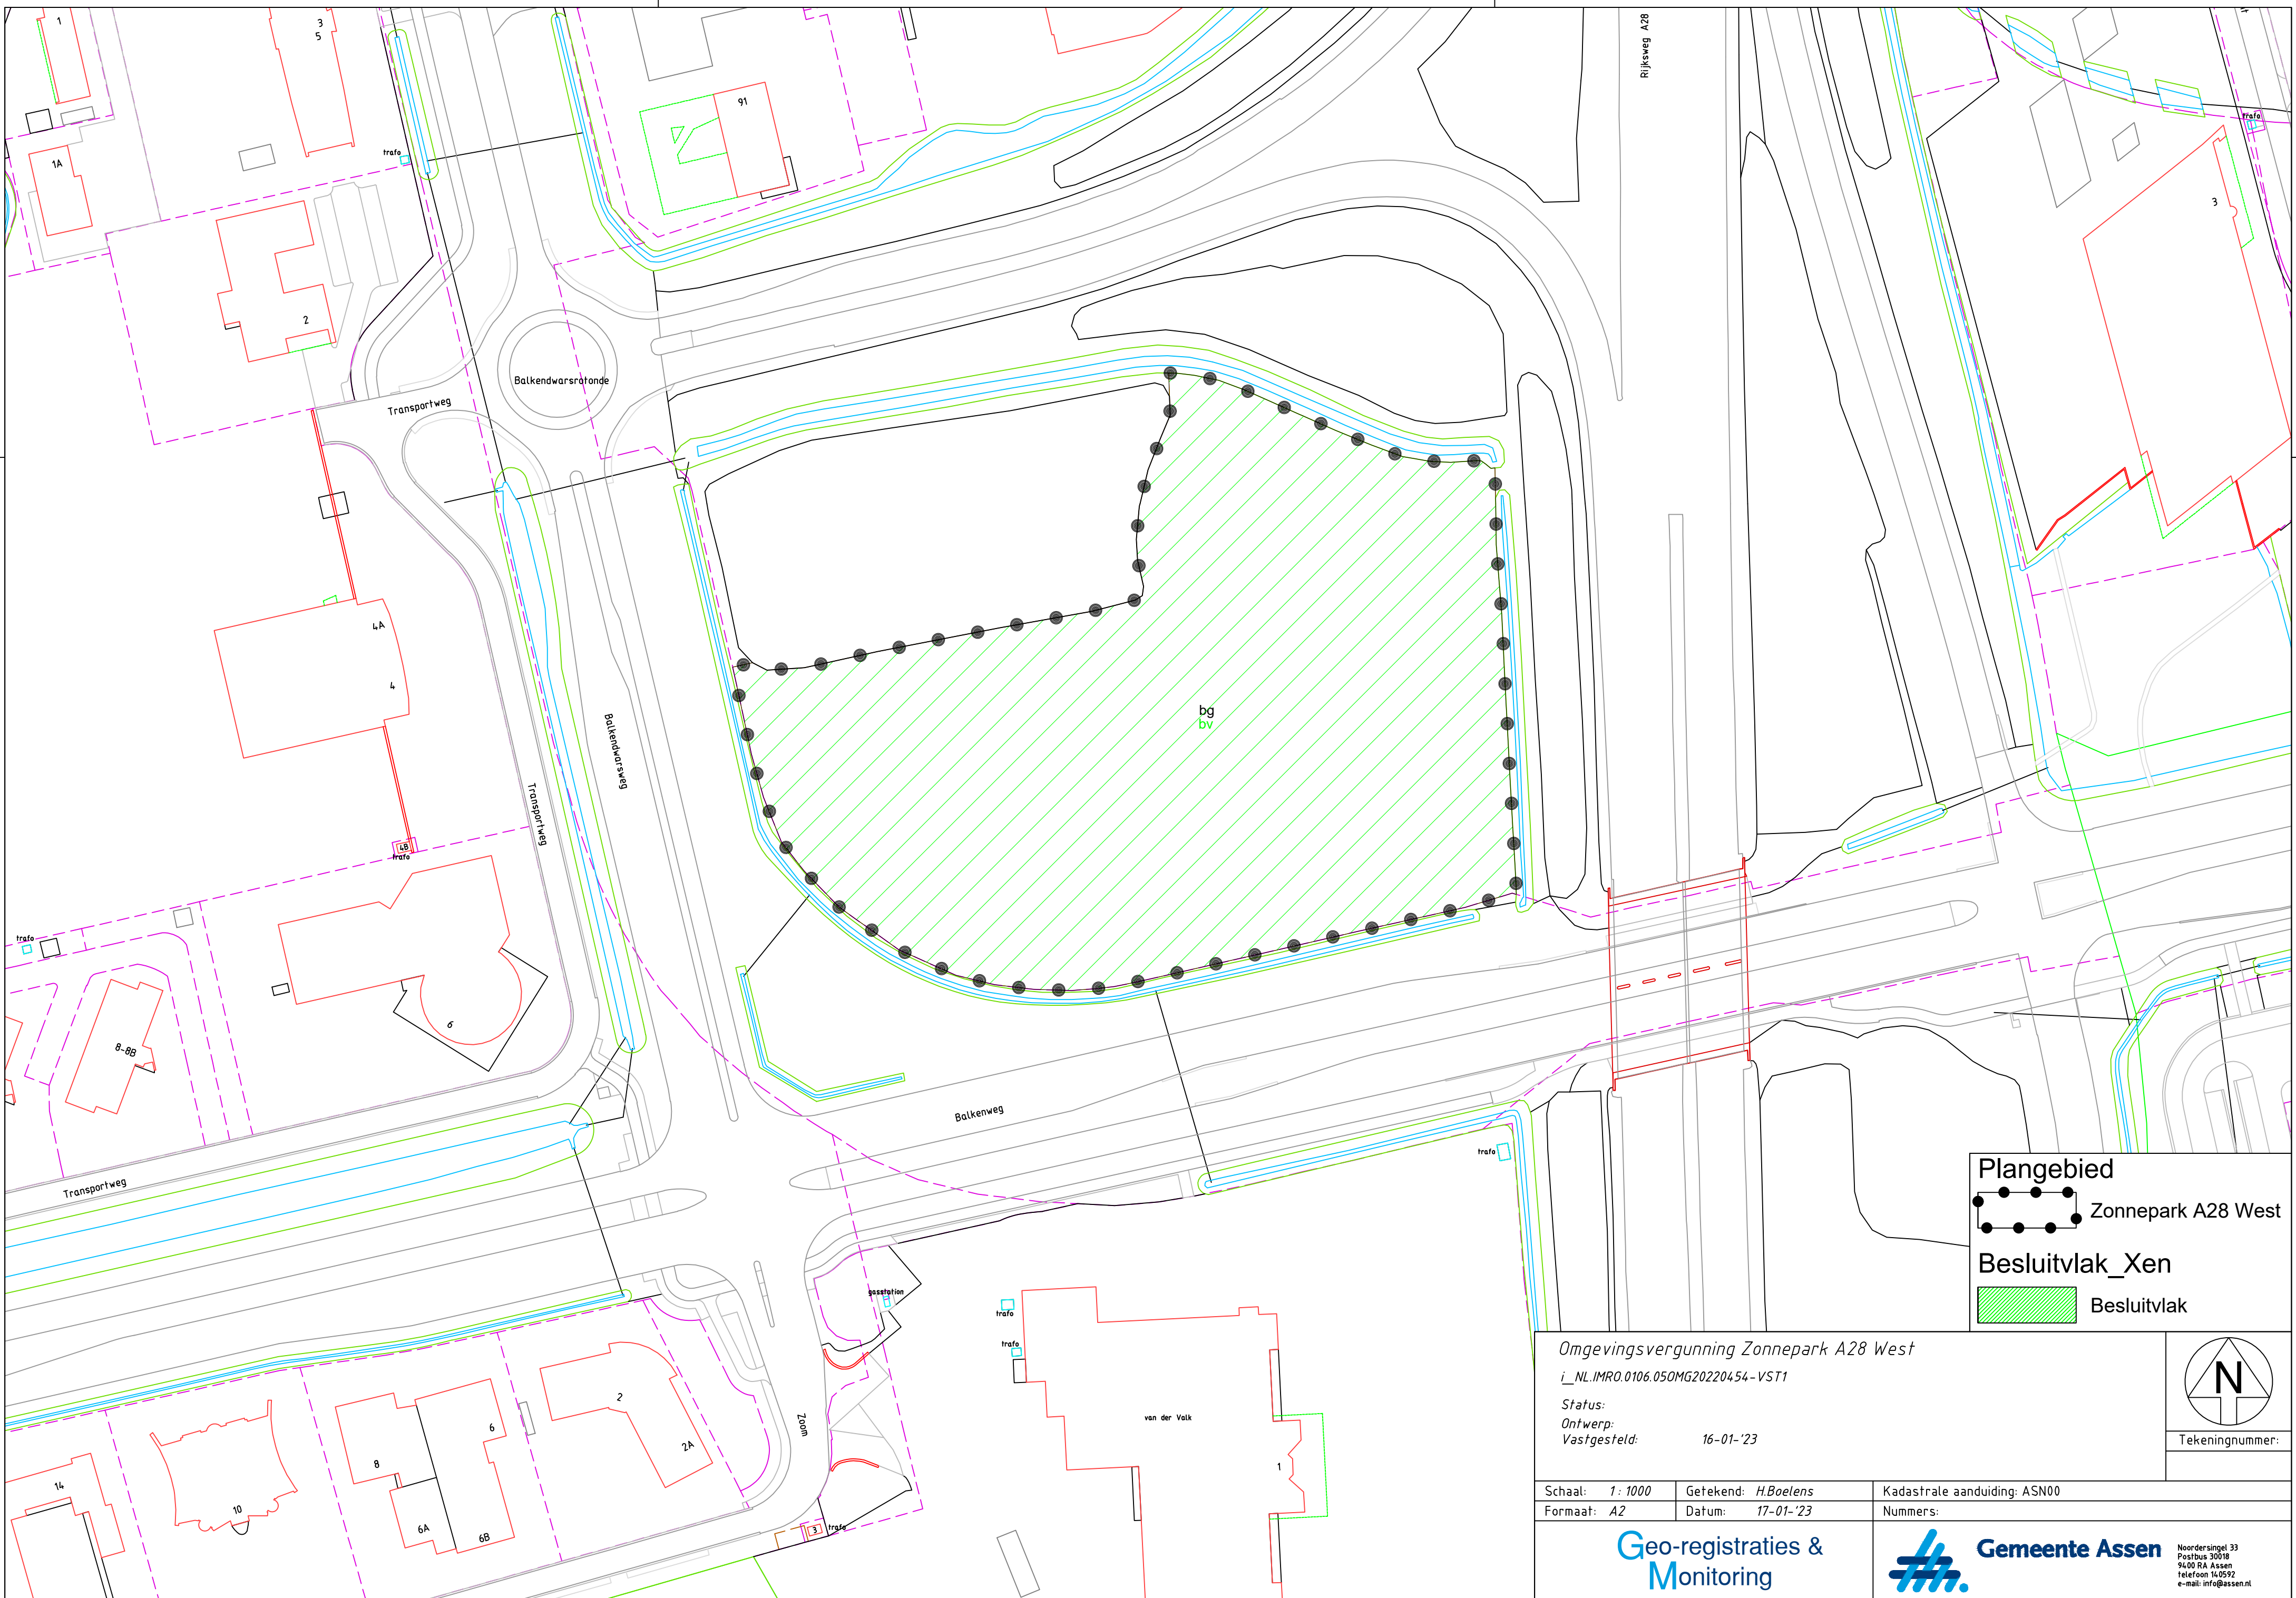 1
3
5
Rijksweg A28
91
trafo
1A
trafo
3
2
Balkendwarsrotonde
Transportweg
4A
4
bg
bv
Balkendwarsweg
Transportweg
4B
trafo
trafo
6
8-8B
Balkenweg
trafo
Transportweg
gasstation
trafo
trafo
van der Valk
1
2
2A
Zoom
6
8
6A
6B
10
14
3
trafo
Plangebied
Zonnepark A28 West
Besluitvlak_Xen
Besluitvlak
Omgevingsvergunning Zonnepark A28 West
i_NL.IMRO.0106.05OMG20220454-VST1
Status:
Ontwerp:
Vastgesteld: 16-01-'23
N
Tekeningnummer:
Schaal: 1 : 1000 Getekend: H.Boelens Kadastrale aanduiding: ASN00
Formaat: A2 Datum: 17-01-'23 Nummers:
Geo-registraties &
Monitoring
Gemeente Assen
Noordersingel 33
Postbus 30018
9400 RA Assen
telefoon 140592
e-mail: info@assen.nl